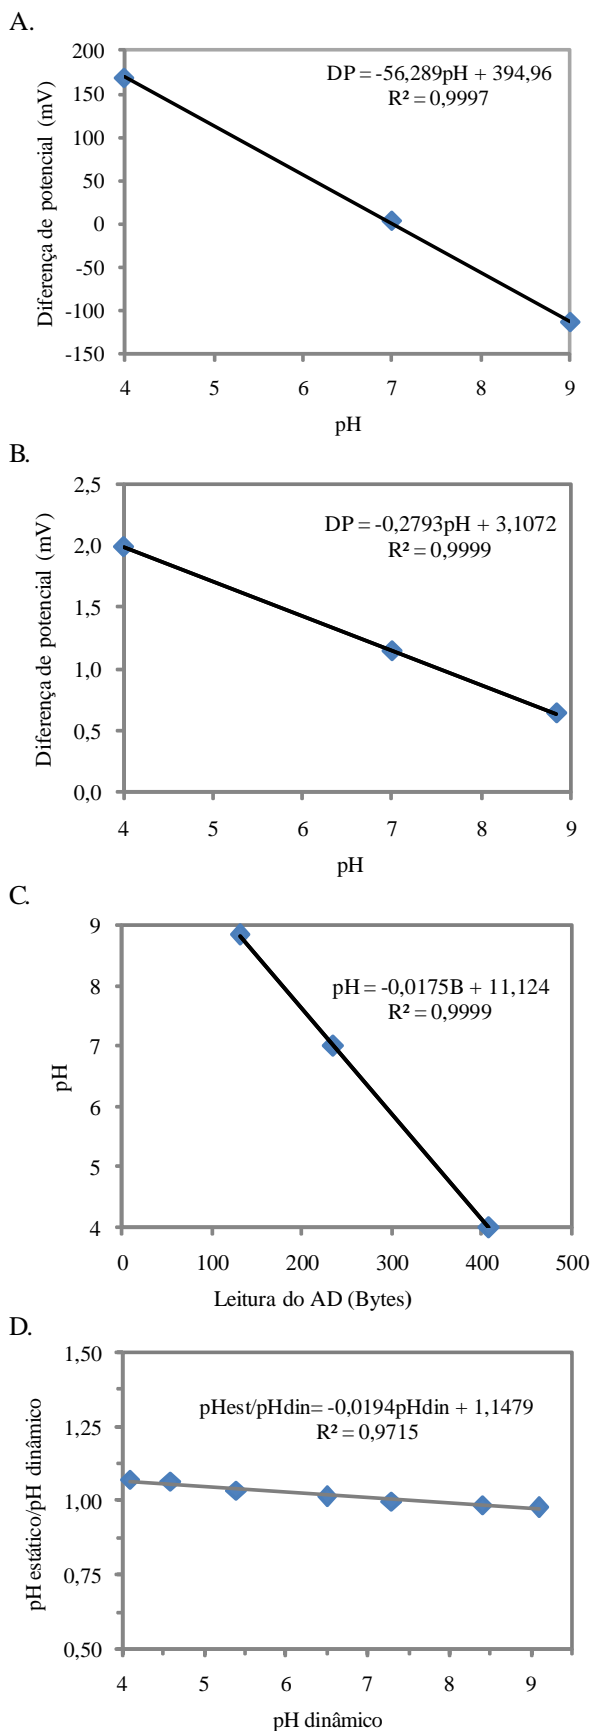 A.
200
150
100
50
0
-50
-100
-150
Diferença de potencial (mV)
DP = -56,289pH + 394,96
R² = 0,9997
4 5 6 7 8 9
pH
B.
2,5
2,0
1,5
1,0
0,5
0,0
Diferença de potencial (mV)
DP = -0,2793pH + 3,1072
R² = 0,9999
4 5 6 7 8 9
pH
C.
9
8
7
6
5
4
pH
pH = -0,0175B + 11,124
R² = 0,9999
0 100 200 300 400 500
Leitura do AD (Bytes)
D.
1,50
1,25
1,00
0,75
0,50
pH estático/pH dinâmico
pHest/pHdin= -0,0194pHdin + 1,1479
R² = 0,9715
4 5 6 7 8 9
pH dinâmico